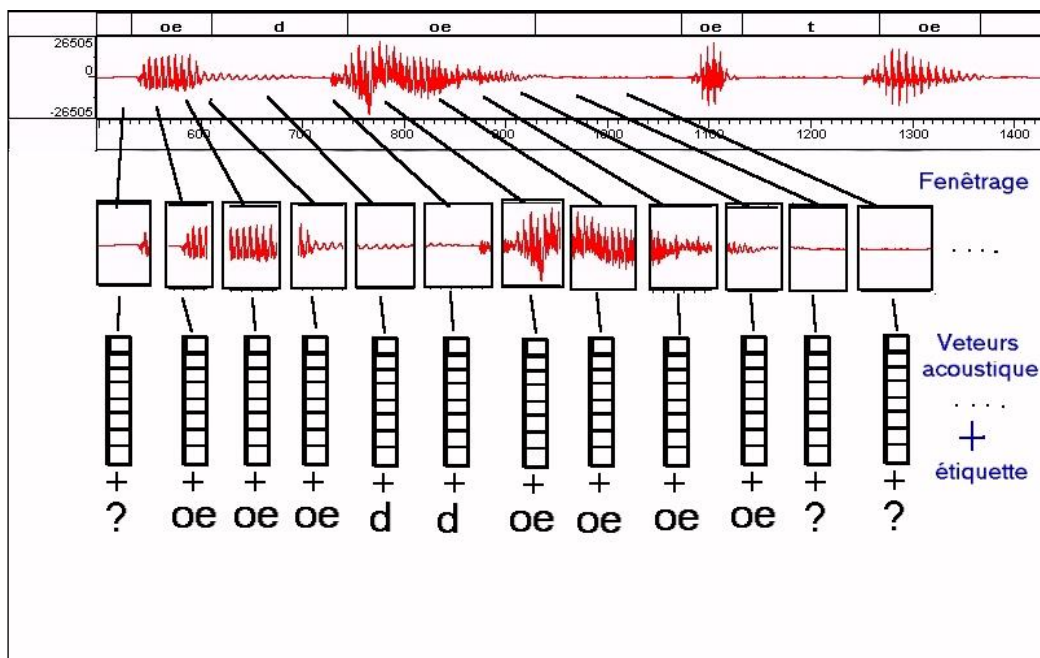 oe d oe oe t oe
26505
0
-26505
600 700 800 900 1000 1100 1200 1300 1400
Fenêtrage
. . . .
Veteurs
acoustique
. . . .
+
étiquette
+ + + + + + + + + + + +
? oe oe oe d d oe oe oe oe ? ?